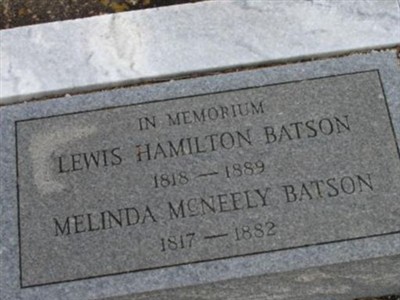 IN MEMORIUM
LEWIS HAMILTON BATSON
1818 — 1889
MELINDA MCNEELY BATSON
1817 — 1882